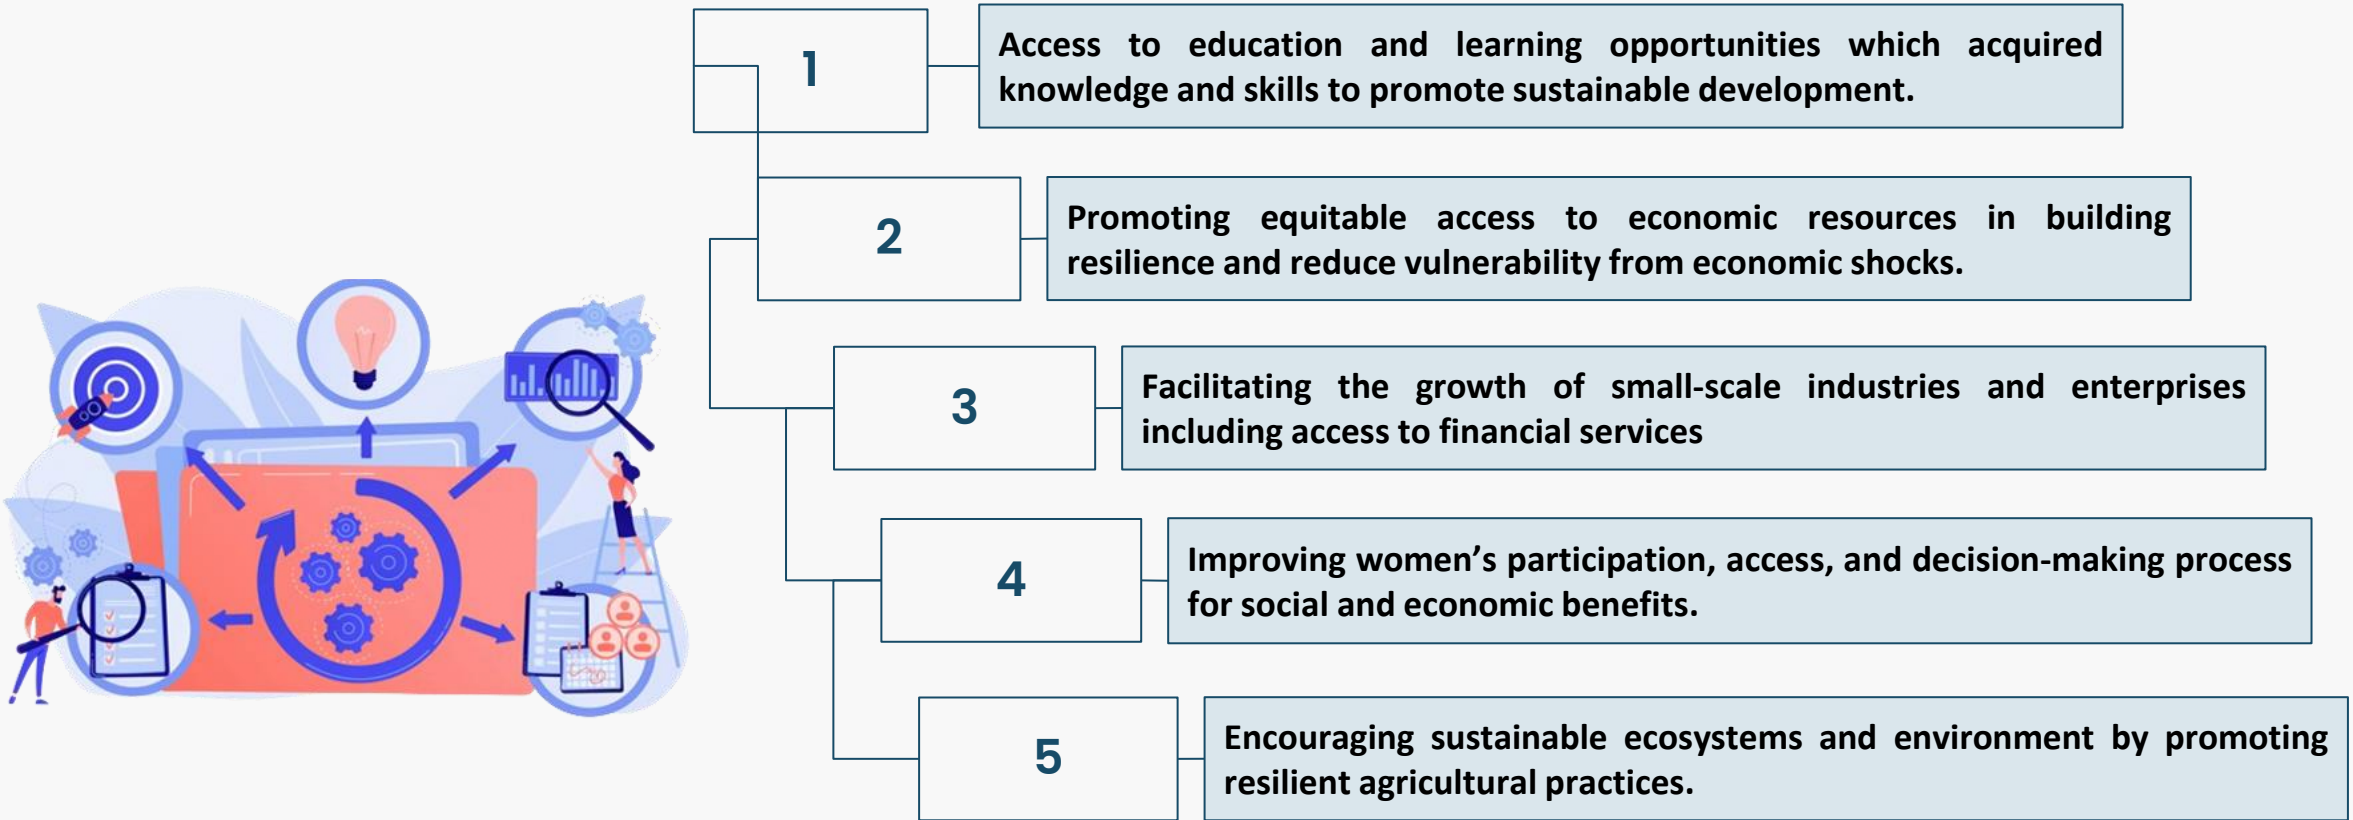 1
Access to education and learning opportunities which acquired
knowledge and skills to promote sustainable development.
2
Promoting equitable access to economic resources in building
resilience and reduce vulnerability from economic shocks.
3
Facilitating the growth of small-scale industries and enterprises
including access to financial services
4
Improving women’s participation, access, and decision-making process
for social and economic benefits.
5
Encouraging sustainable ecosystems and environment by promoting
resilient agricultural practices.